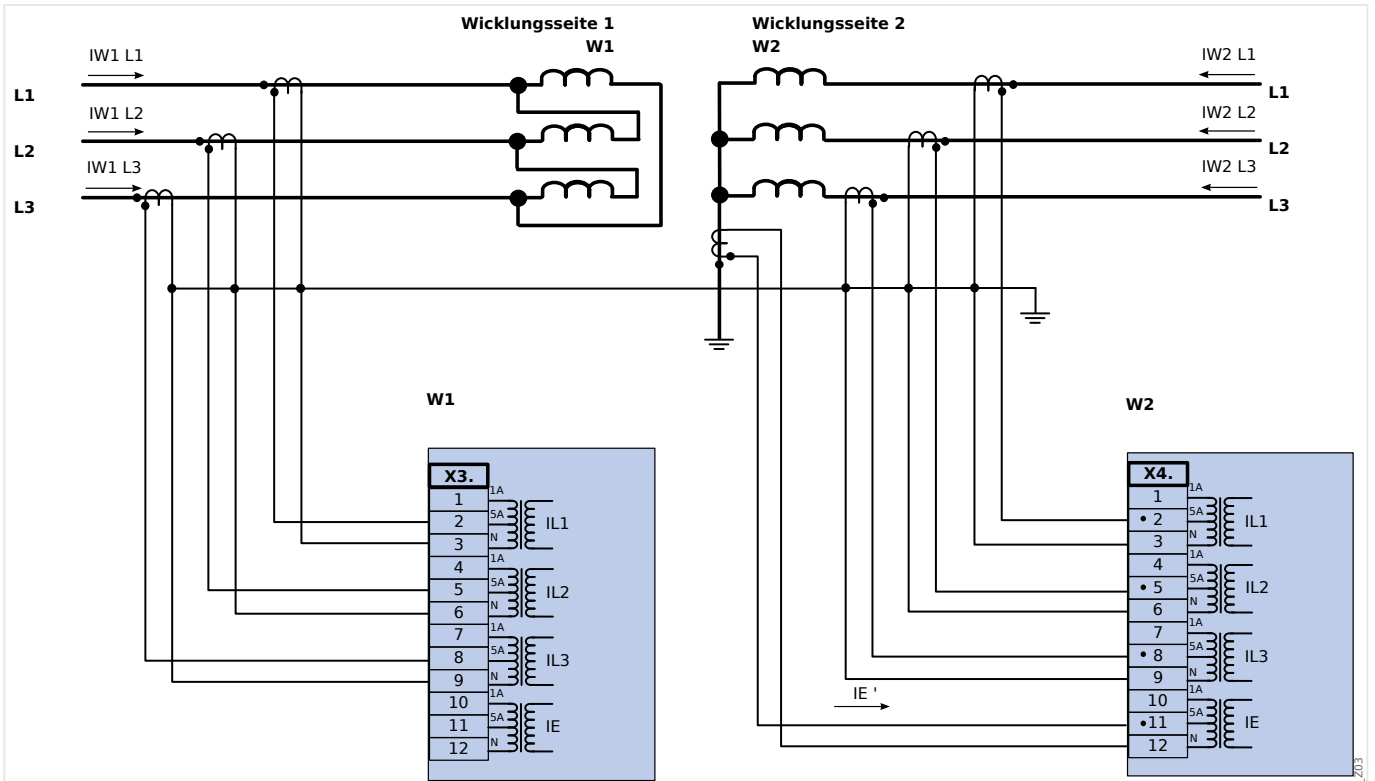 Wicklungsseite 1
W1
Wicklungsseite 2
W2
IW1 L1
L1
IW1 L2
L2
IW1 L3
L3
IW2 L1
L1
IW2 L2
L2
IW2 L3
L3
W1
X3.
1
1A
2
5A
IL1
3
N
4
1A
5
5A
IL2
6
N
7
1A
8
5A
IL3
9
N
10
1A
11
5A
IE
12
N
W2
X4.
1
1A
2
5A
IL1
3
N
4
1A
5
5A
IL2
6
N
7
1A
8
5A
IL3
9
N
10
1A
11
5A
IE
12
N
IE '
Z03